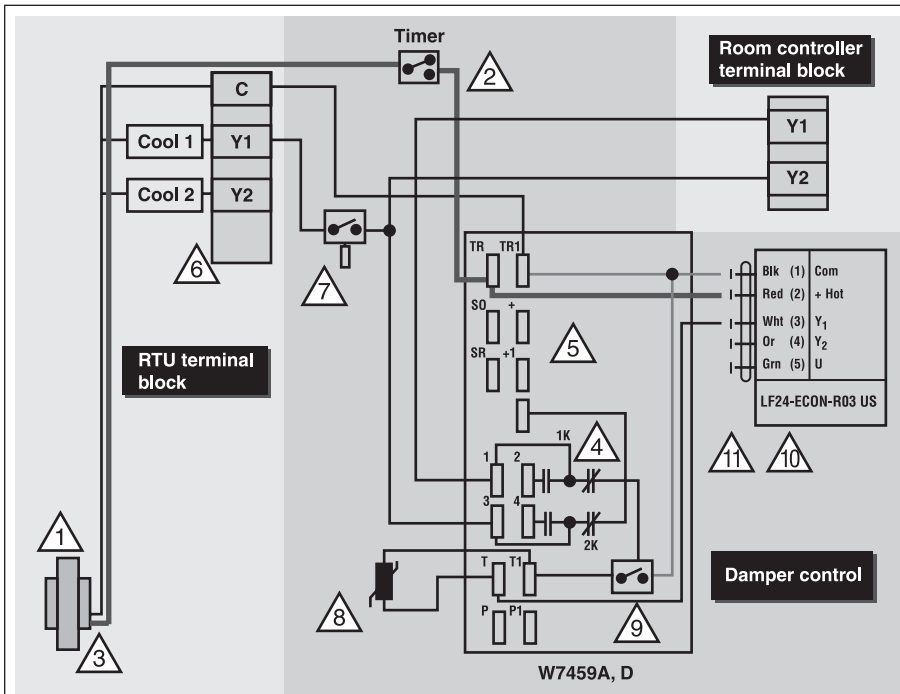 Timer
2
Room controller
terminal block
C
Cool 1
Y1
Cool 2
Y2
Y1
Y2
6
7
TR
TR1
SO
+
SR
+1
5
Blk (1) Com
Red (2) + Hot
Wht (3) Y1
Or (4) Y2
Grn (5) U
LF24-ECON-R03 US
11
10
RTU terminal
block
1K
4
1
2
3
4
2K
1
3
8
T
T1
P
P1
9
Damper control
W7459A, D